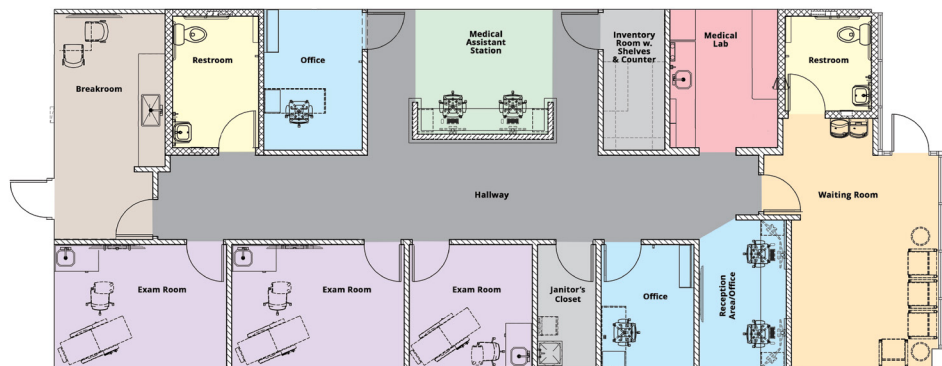 Medical
Assistant
Station
Inventory
Room w.
Shelves
& Counter
Medical
Lab
Restroom
Office
Restroom
Breakroom
Hallway
Waiting Room
Exam Room
Exam Room
Exam Room
Janitor's
Closet
Office
Reception
Area/Office